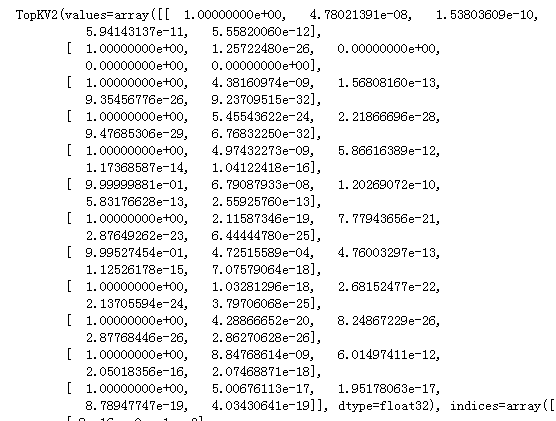 TopKV2(values=array([[  1.00000000e+00,   4.78021391e-08,   1.53803609e-10,
          5.94143137e-11,   5.55820060e-12],
       [  1.00000000e+00,   1.25722480e-26,   0.00000000e+00,
          0.00000000e+00,   0.00000000e+00],
       [  1.00000000e+00,   4.38160974e-09,   1.56808160e-13,
          9.35456776e-26,   9.23709515e-32],
       [  1.00000000e+00,   5.45543622e-24,   2.21866696e-28,
          9.47685306e-29,   6.76832250e-32],
       [  1.00000000e+00,   4.97432273e-09,   5.86616389e-12,
          1.17368587e-14,   1.04122418e-16],
       [  9.99999881e-01,   6.79087933e-08,   1.20269072e-10,
          5.83176628e-13,   2.55925760e-13],
       [  1.00000000e+00,   2.11587346e-19,   7.77943656e-21,
          2.87649262e-23,   6.44444780e-25],
       [  9.99527454e-01,   4.72515589e-04,   4.76003297e-13,
          1.12526178e-15,   7.07579064e-18],
       [  1.00000000e+00,   1.03281296e-18,   2.68152477e-22,
          2.13705594e-24,   3.79706068e-25],
       [  1.00000000e+00,   4.28866652e-20,   8.24867229e-26,
          2.87768446e-26,   2.86270628e-26],
       [  1.00000000e+00,   8.84768614e-09,   6.01497411e-12,
          2.05018356e-16,   2.07468871e-18],
       [  1.00000000e+00,   5.00676113e-17,   1.95178063e-17,
          8.78947747e-19,   4.03430641e-19]], dtype=float32), indices=array([